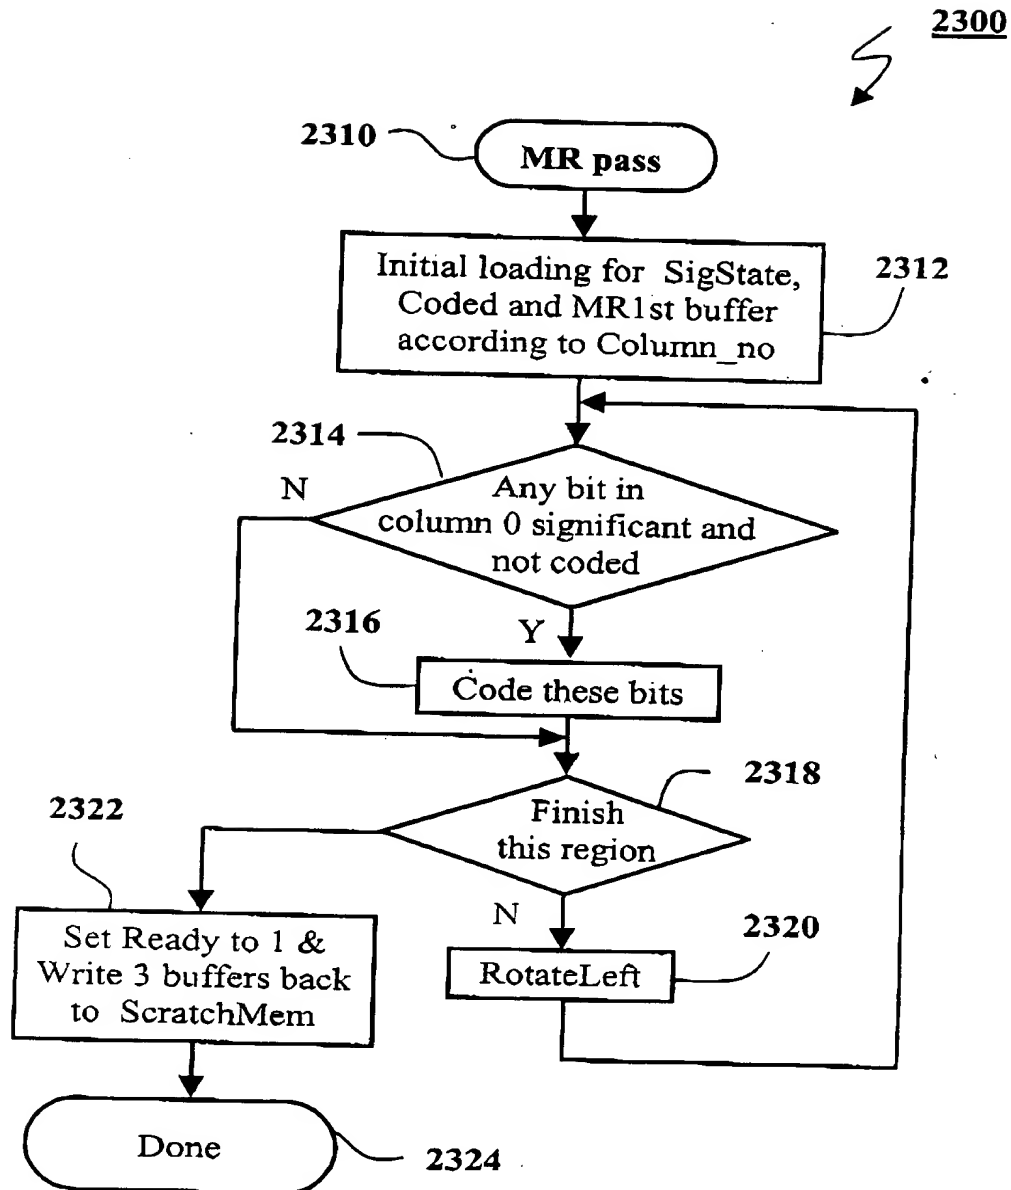 2300
2310
MR pass
Initial loading for SigState,
Coded and MR1st buffer
according to Column_no
2312
2314
N
Any bit in
column 0 significant and
not coded
2316
Y
Code these bits
2318
Finish
this region
2322
N
2320
Set Ready to 1 &
Write 3 buffers back
to ScratchMem
RotateLeft
Done
2324